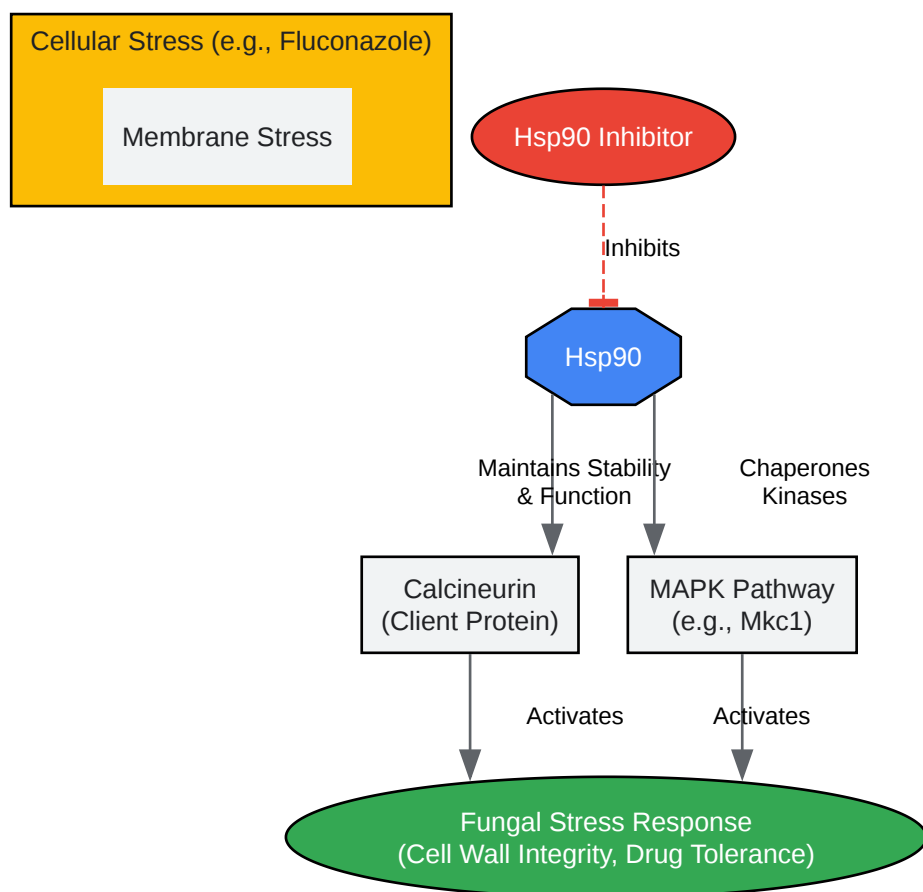 Cellular Stress (e.g., Fluconazole)
Membrane Stress
Hsp90 Inhibitor
Inhibits
Hsp90
Maintains Stability
& Function
Chaperones
Kinases
Calcineurin
(Client Protein)
MAPK Pathway
(e.g., Mkc1)
Activates
Activates
Fungal Stress Response
(Cell Wall Integrity, Drug Tolerance)